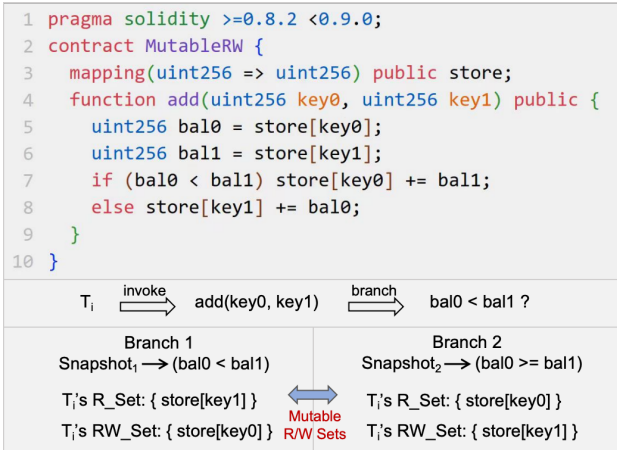 1 pragma solidity >=0.8.2 <0.9.0;
2 contract MutableRW {
3 mapping(uint256 => uint256) public store;
4 function add(uint256 key0, uint256 key1) public {
5 uint256 bal0 = store[key0];
6 uint256 bal1 = store[key1];
7 if (bal0 < bal1) store[key0] += bal1;
8 else store[key1] += bal0;
9 }
10 }
Ti invoke add(key0, key1) branch bal0 < bal1 ?
Branch 1
Snapshot1 → (bal0 < bal1)
Ti's R_Set: { store[key1] }
Ti's RW_Set: { store[key0] }
Mutable
R/W Sets
Branch 2
Snapshot2 → (bal0 >= bal1)
Ti's R_Set: { store[key0] }
Ti's RW_Set: { store[key1] }